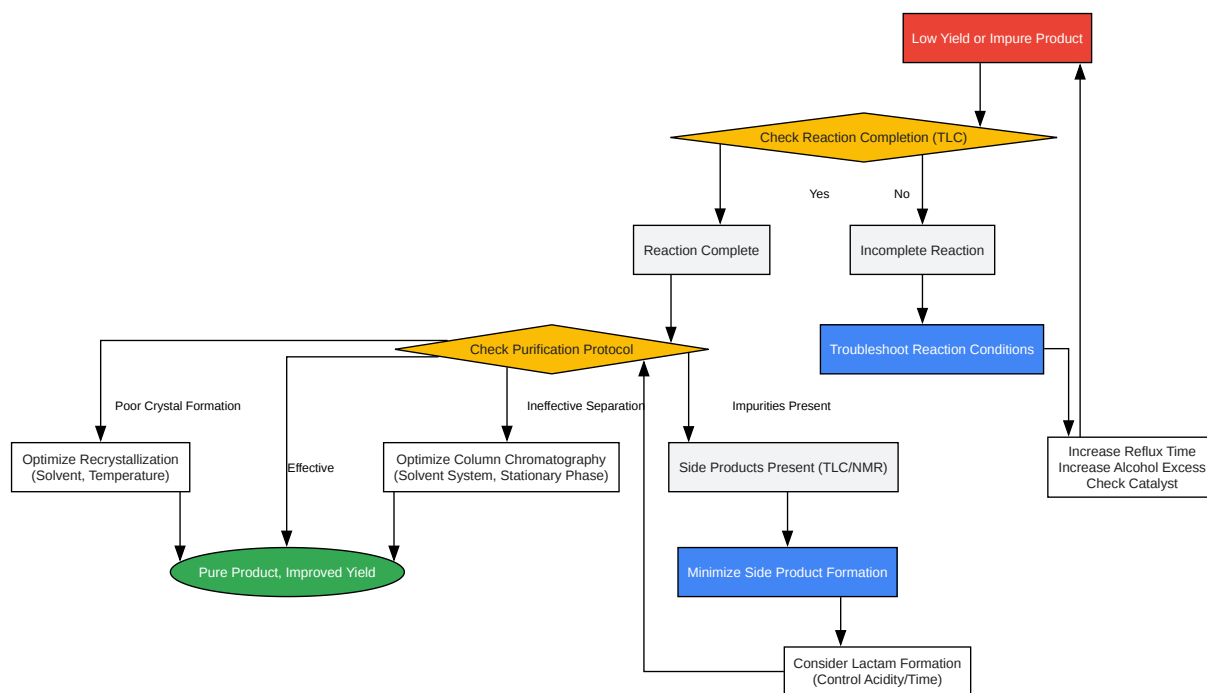 Low Yield or Impure Product
Check Reaction Completion (TLC)
Yes
No
Reaction Complete
Incomplete Reaction
Check Purification Protocol
Troubleshoot Reaction Conditions
Poor Crystal Formation
Ineffective Separation
Impurities Present
Optimize Recrystallization
(Solvent, Temperature)
Effective
Optimize Column Chromatography
(Solvent System, Stationary Phase)
Side Products Present (TLC/NMR)
Increase Reflux Time
Increase Alcohol Excess
Check Catalyst
Pure Product, Improved Yield
Minimize Side Product Formation
Consider Lactam Formation
(Control Acidity/Time)